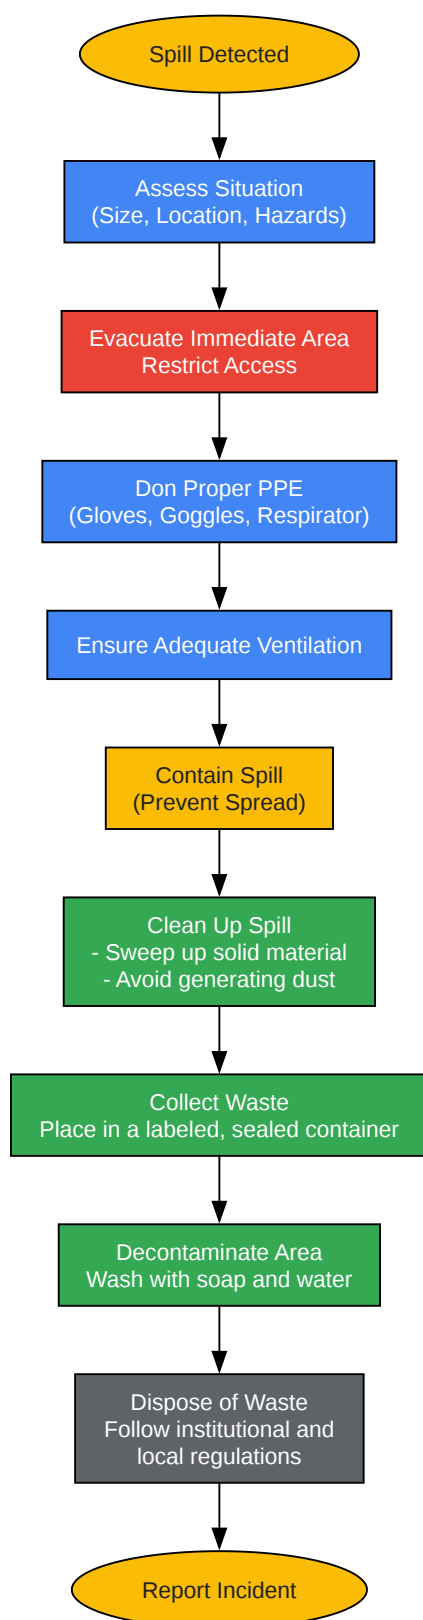 Spill Detected
Assess Situation
(Size, Location, Hazards)
Evacuate Immediate Area
Restrict Access
Don Proper PPE
(Gloves, Goggles, Respirator)
Ensure Adequate Ventilation
Contain Spill
(Prevent Spread)
Clean Up Spill
- Sweep up solid material
- Avoid generating dust
Collect Waste
Place in a labeled, sealed container
Decontaminate Area
Wash with soap and water
Dispose of Waste
Follow institutional and
local regulations
Report Incident